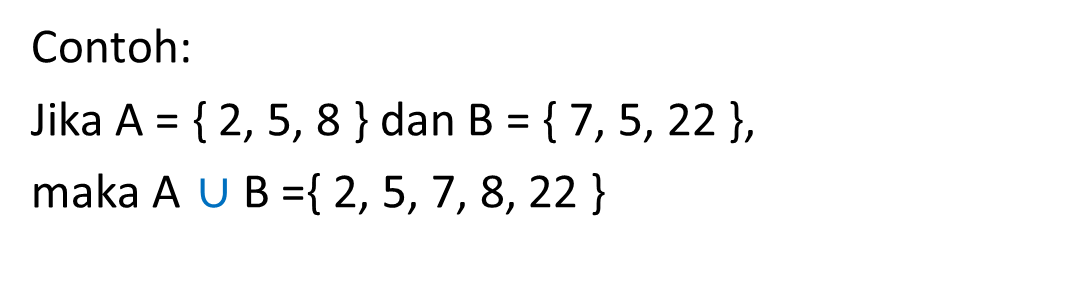 Contoh:
Jika A = { 2, 5, 8 } dan B = { 7, 5, 22 },
maka A ∪ B ={ 2, 5, 7, 8, 22 }